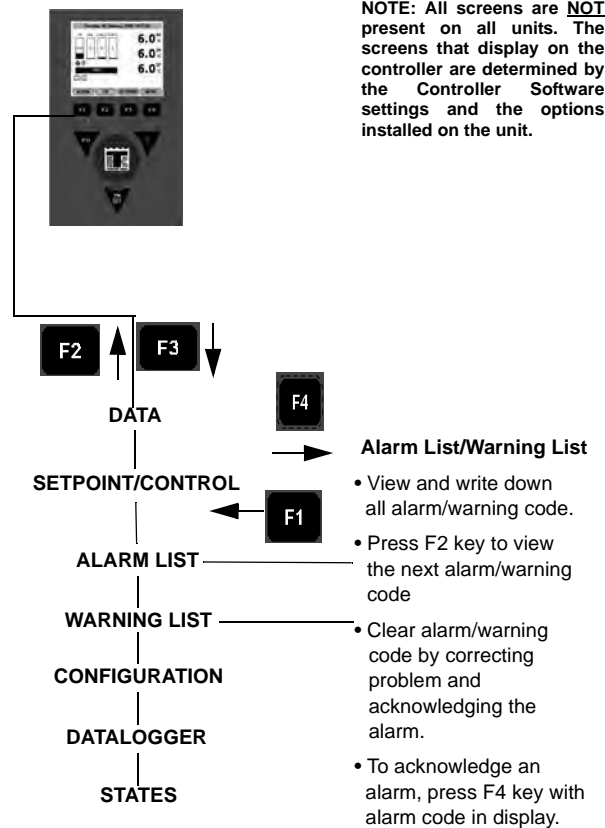 NOTE: All screens are NOT
present on all units. The
screens that display on the
controller are determined by
the Controller Software
settings and the options
installed on the unit.
6.0
6.0
6.0
F1 F2 F3 F4
F2
F3
DATA
F4
SETPOINT/CONTROL
F1
ALARM LIST
WARNING LIST
CONFIGURATION
DATALOGGER
STATES
Alarm List/Warning List
• View and write down
all alarm/warning code.
• Press F2 key to view
the next alarm/warning
code
• Clear alarm/warning
code by correcting
problem and
acknowledging the
alarm.
• To acknowledge an
alarm, press F4 key with
alarm code in display.